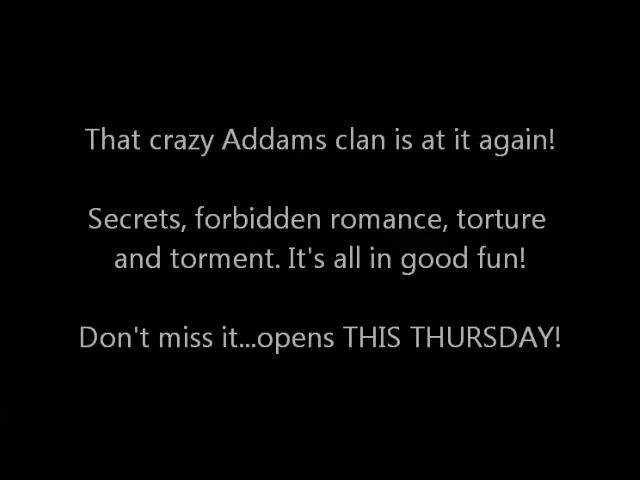 That crazy Addams clan is at it again!
Secrets, forbidden romance, torture
and torment. It's all in good fun!
Don't miss it...opens THIS THURSDAY!